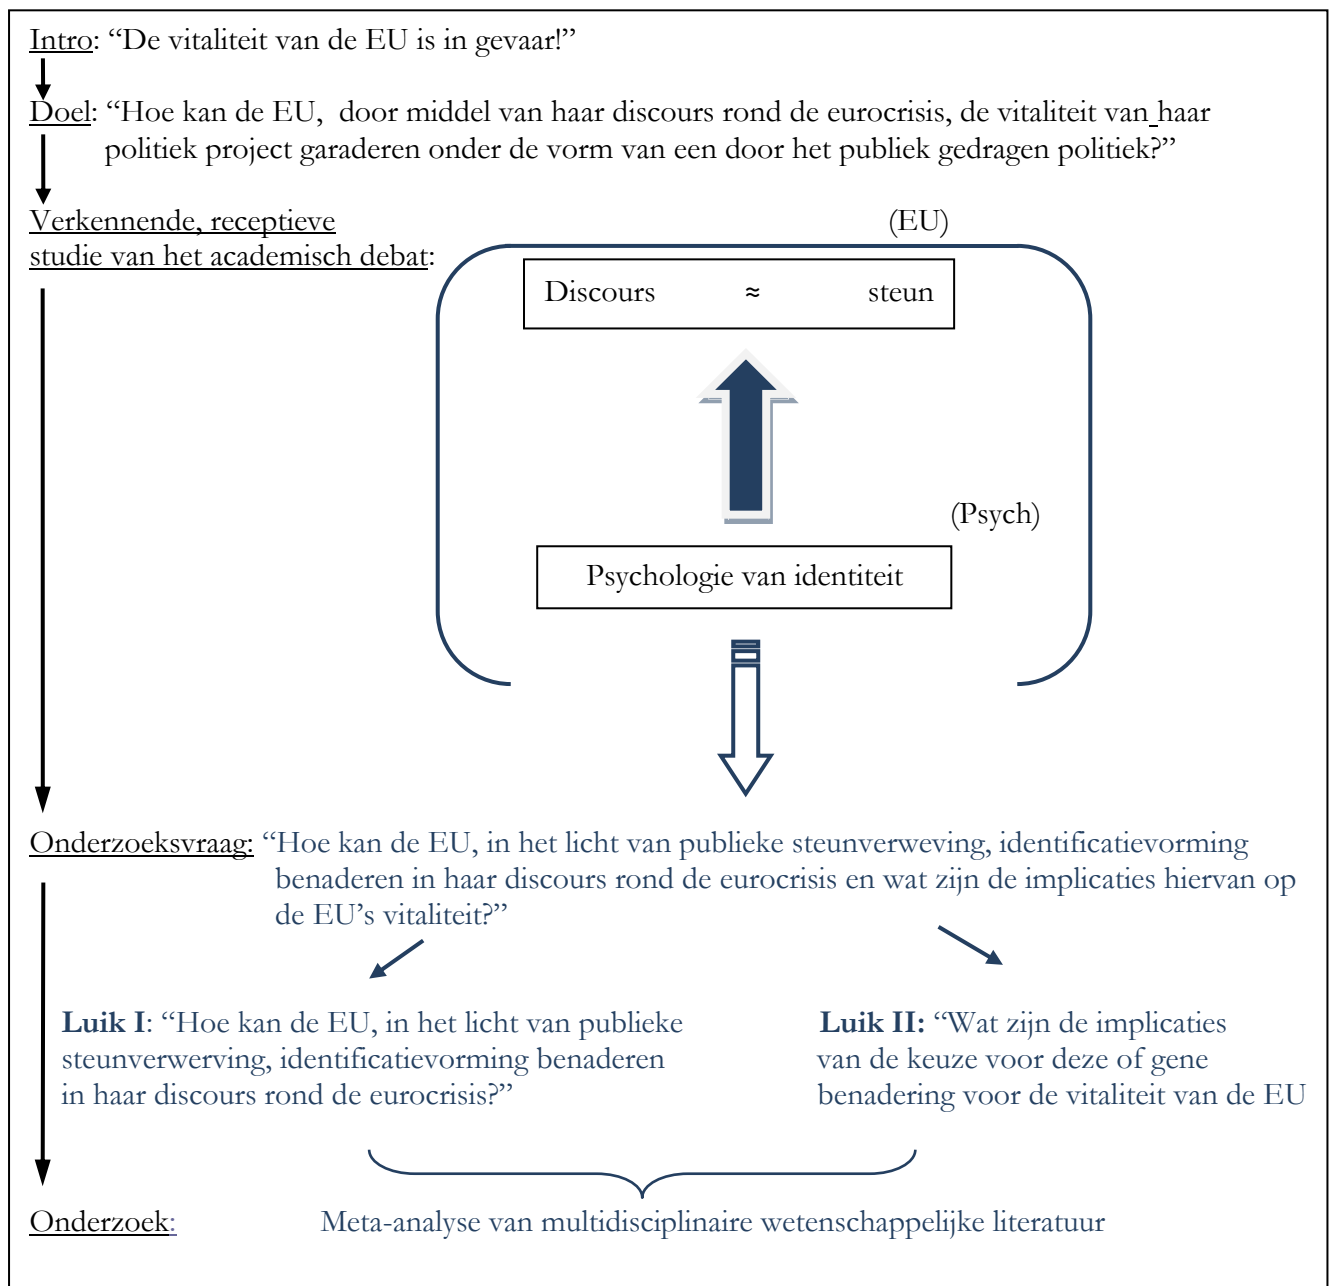 Intro: “De vitaliteit van de EU is in gevaar!”
Doel: “Hoe kan de EU, door middel van haar discours rond de eurocrisis, de vitaliteit van haar
politiek project garaderen onder de vorm van een door het publiek gedragen politiek?”
Verkennende, receptieve
studie van het academisch debat:
(EU)
Discours ≈ steun
(Psych)
Psychologie van identiteit
Onderzoeksvraag: “Hoe kan de EU, in het licht van publieke steunverweving, identificatievorming
benaderen in haar discours rond de eurocrisis en wat zijn de implicaties hiervan op
de EU’s vitaliteit?”
Luik I: “Hoe kan de EU, in het licht van publieke
steunverwerving, identificatievorming benaderen
in haar discours rond de eurocrisis?”
Luik II: “Wat zijn de implicaties
van de keuze voor deze of gene
benadering voor de vitaliteit van de EU
Onderzoek: Meta-analyse van multidisciplinaire wetenschappelijke literatuur